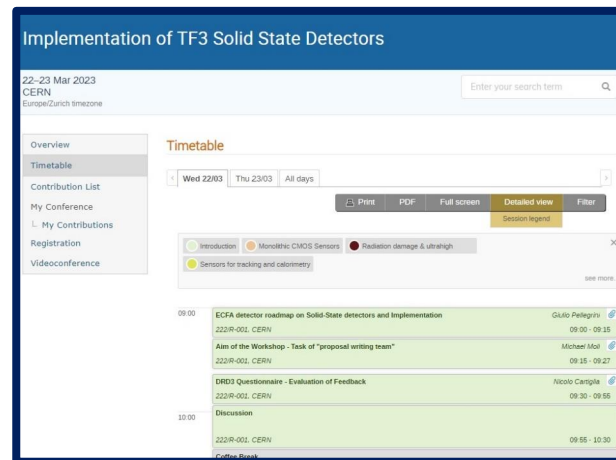 Implementation of TF3 Solid State Detectors
22–23 Mar 2023
CERN
Europe/Zurich timezone
Enter your search term
Overview
Timetable
Contribution List
My Conference
My Contributions
Registration
Videoconference
Timetable
Wed 22/03 Thu 23/03 All days
Print PDF Full screen Detailed view Filter
Session legend
Introduction Monolithic CMOS Sensors Radiation damage & ultrahigh
Sensors for tracking and calorimetry
see more.
09:00 ECFA detector roadmap on Solid-State detectors and Implementation Giulio Pellegrini
222/R-001, CERN 09:00 - 09:15
Aim of the Workshop - Task of "proposal writing team" Michael Moll
222/R-001, CERN 09:15 - 09:27
DRD3 Questionnaire - Evaluation of Feedback Nicolo Cartiglia
222/R-001, CERN 09:30 - 09:55
10:00 Discussion
222/R-001, CERN 09:55 - 10:30
Coffee Break